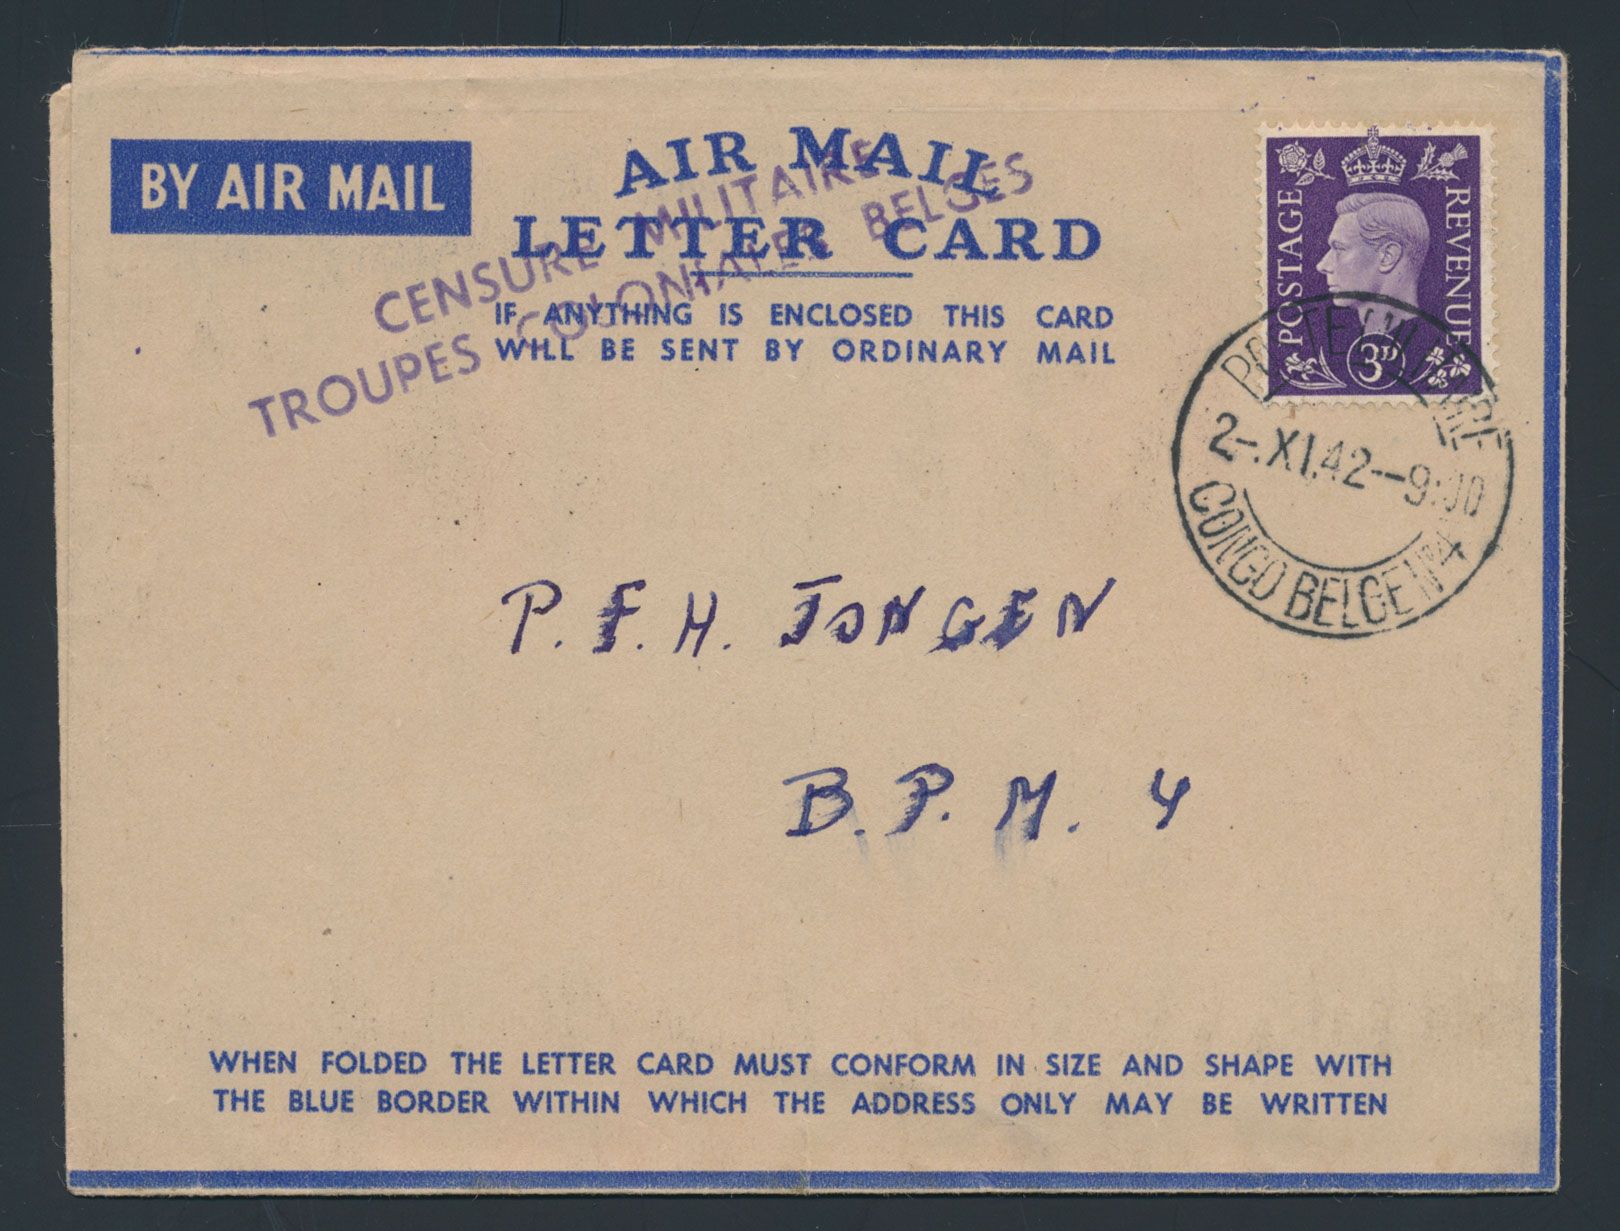 BY AIR MAIL
AIR MAIL
LETTER CARD
IF ANYTHING IS ENCLOSED THIS CARD
WILL BE SENT BY ORDINARY MAIL
CENSURE MILITAIRE
TROUPES COLONIALES BELGES
POSTAGE
REVENUE
3D
POSTE MILITAIRE
2-.XI.42--9:00
CONGO BELGE Nº4
P. F. H. JONGEN
B. P. M. 4
WHEN FOLDED THE LETTER CARD MUST CONFORM IN SIZE AND SHAPE WITH
THE BLUE BORDER WITHIN WHICH THE ADDRESS ONLY MAY BE WRITTEN